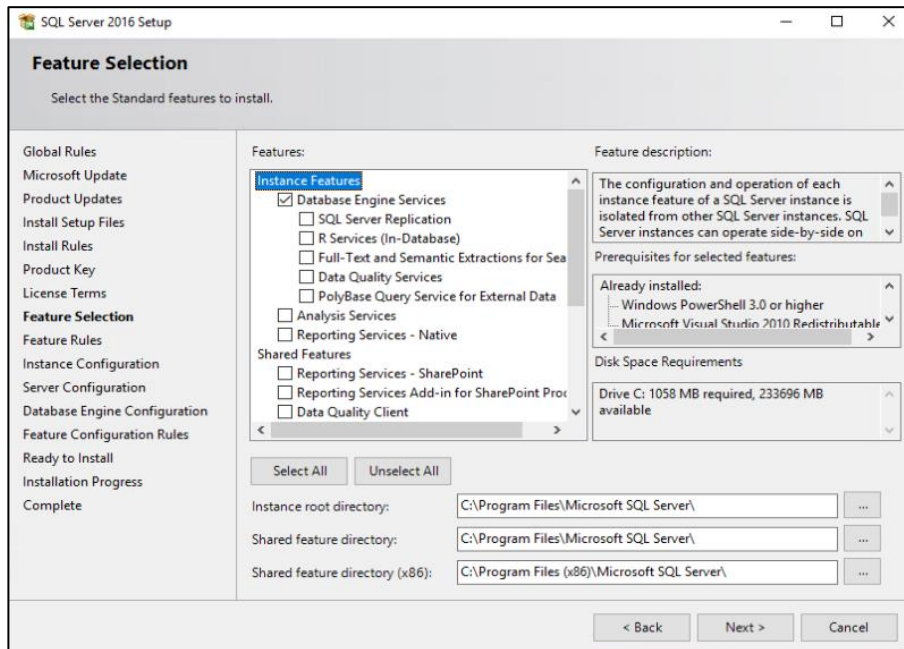 SQL Server 2016 Setup
Feature Selection
Select the Standard features to install.
Global Rules
Microsoft Update
Product Updates
Install Setup Files
Install Rules
Product Key
License Terms
Feature Selection
Feature Rules
Instance Configuration
Server Configuration
Database Engine Configuration
Feature Configuration Rules
Ready to Install
Installation Progress
Complete
Features:
Instance Features
Database Engine Services
SQL Server Replication
R Services (In-Database)
Full-Text and Semantic Extractions for Sea
Data Quality Services
PolyBase Query Service for External Data
Analysis Services
Reporting Services - Native
Shared Features
Reporting Services - SharePoint
Reporting Services Add-in for SharePoint Proc
Data Quality Client
Feature description:
The configuration and operation of each
instance feature of a SQL Server instance is
isolated from other SQL Server instances. SQL
Server instances can operate side-by-side on
Prerequisites for selected features:
Already installed:
Windows PowerShell 3.0 or higher
Microsoft Visual Studio 2010 Redistributable
Disk Space Requirements
Drive C: 1058 MB required, 233696 MB
available
Select All
Unselect All
Instance root directory:
C:\Program Files\Microsoft SQL Server\
...
Shared feature directory:
C:\Program Files\Microsoft SQL Server\
...
Shared feature directory (x86):
C:\Program Files (x86)\Microsoft SQL Server\
...
< Back
Next >
Cancel